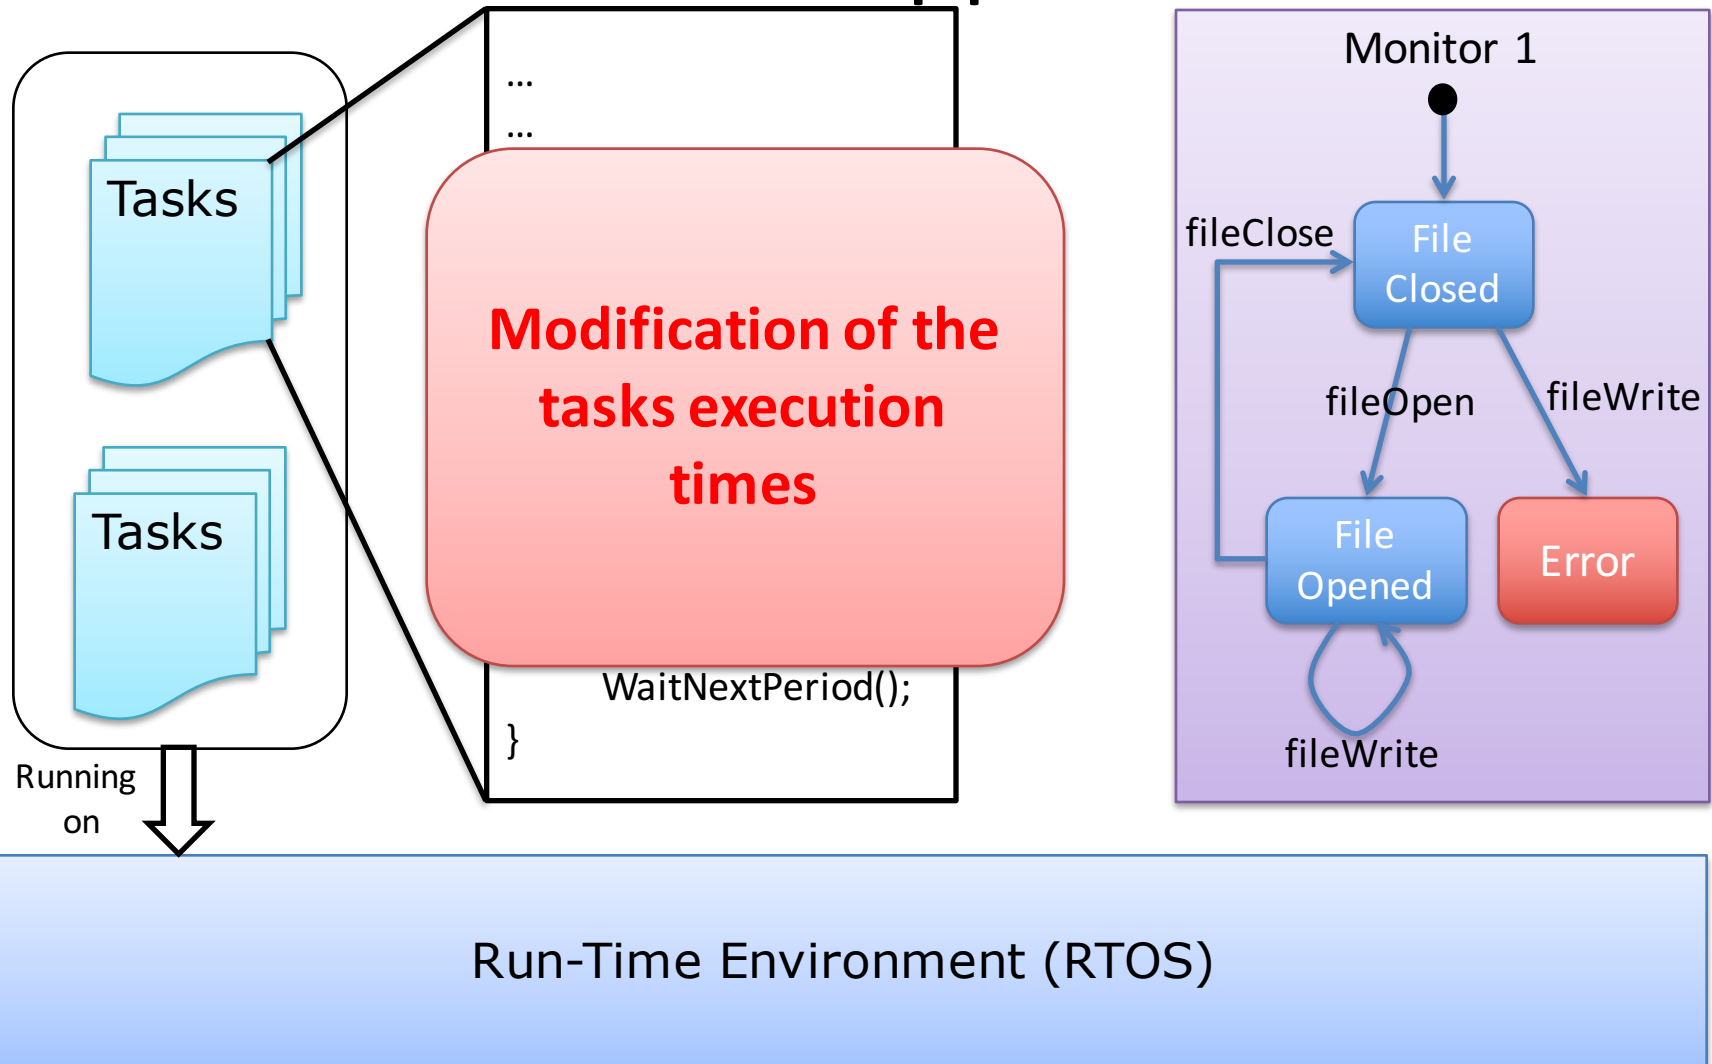 ...
...
Tasks
Tasks
Modification of the
tasks execution
times
WaitNextPeriod();
}
Running
on
Monitor 1
fileClose
File
Closed
fileOpen
fileWrite
File
Opened
Error
fileWrite
Run-Time Environment (RTOS)